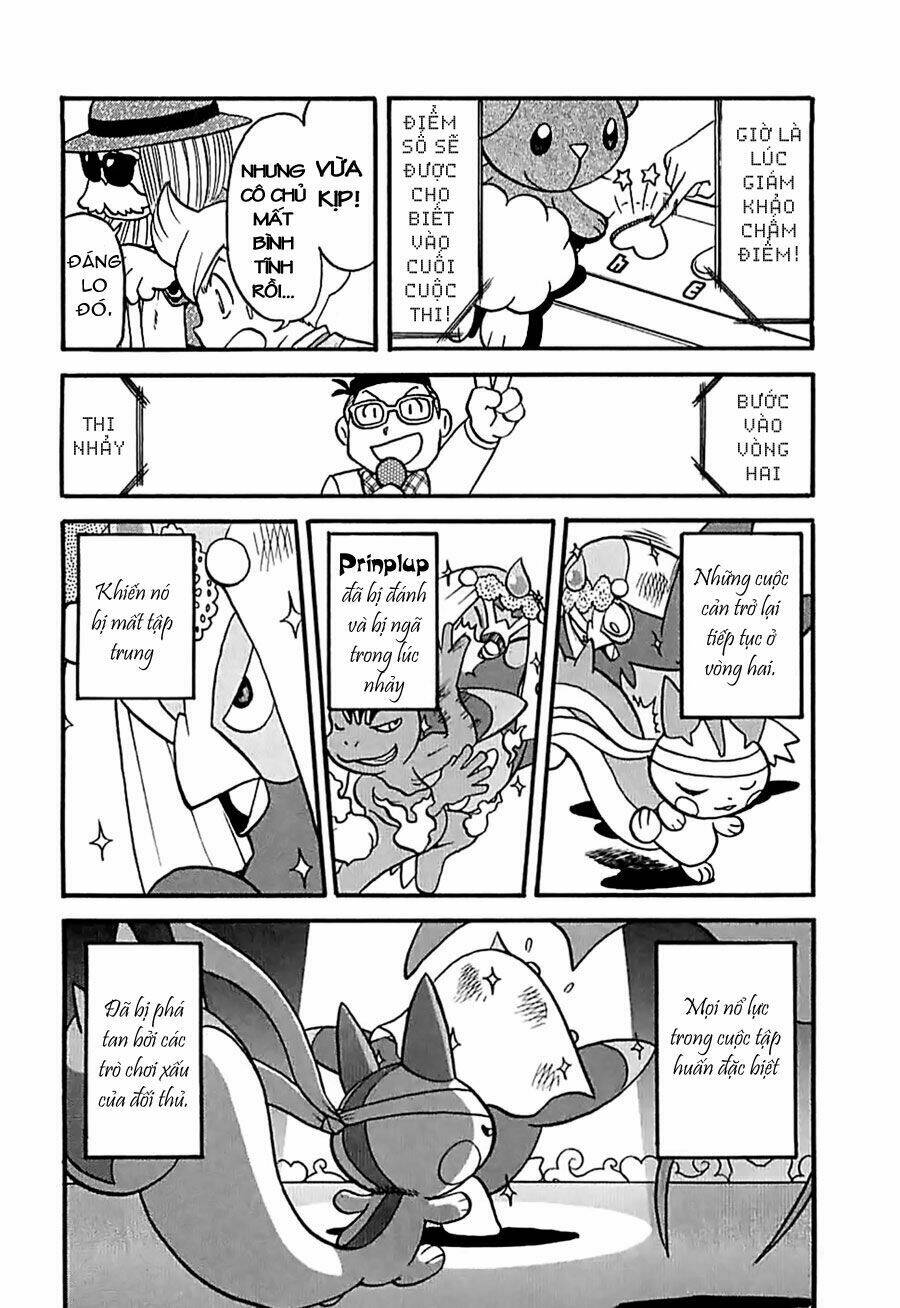 GIỜ LÀ
LÚC
GIÁM
KHẢO
CHẤM
ĐIỂM!
ĐIỂM
SỐ SẼ
ĐƯỢC
CHO
BIẾT
VÀO
CUỐI
CUỘC
THI!
VỪA
KỊP!
NHƯNG
CÔ CHỦ
MẤT
BÌNH
TĨNH
RỒI...
ĐÁNG
LO
ĐÓ.
BƯỚC
VÀO
VÒNG
HAI
THI
NHẢY
Những cuộc
cản trở lại
tiếp tục ở
vòng hai.
Prinplup
đã bị đánh
và bị ngã
trong lúc
nhảy
Khiến nó
bị mất tập
trung
Mọi nổ lực
trong cuộc tập
huấn đặc biệt
Đã bị phá
tan bởi các
trò chơi xấu
của đối thủ.